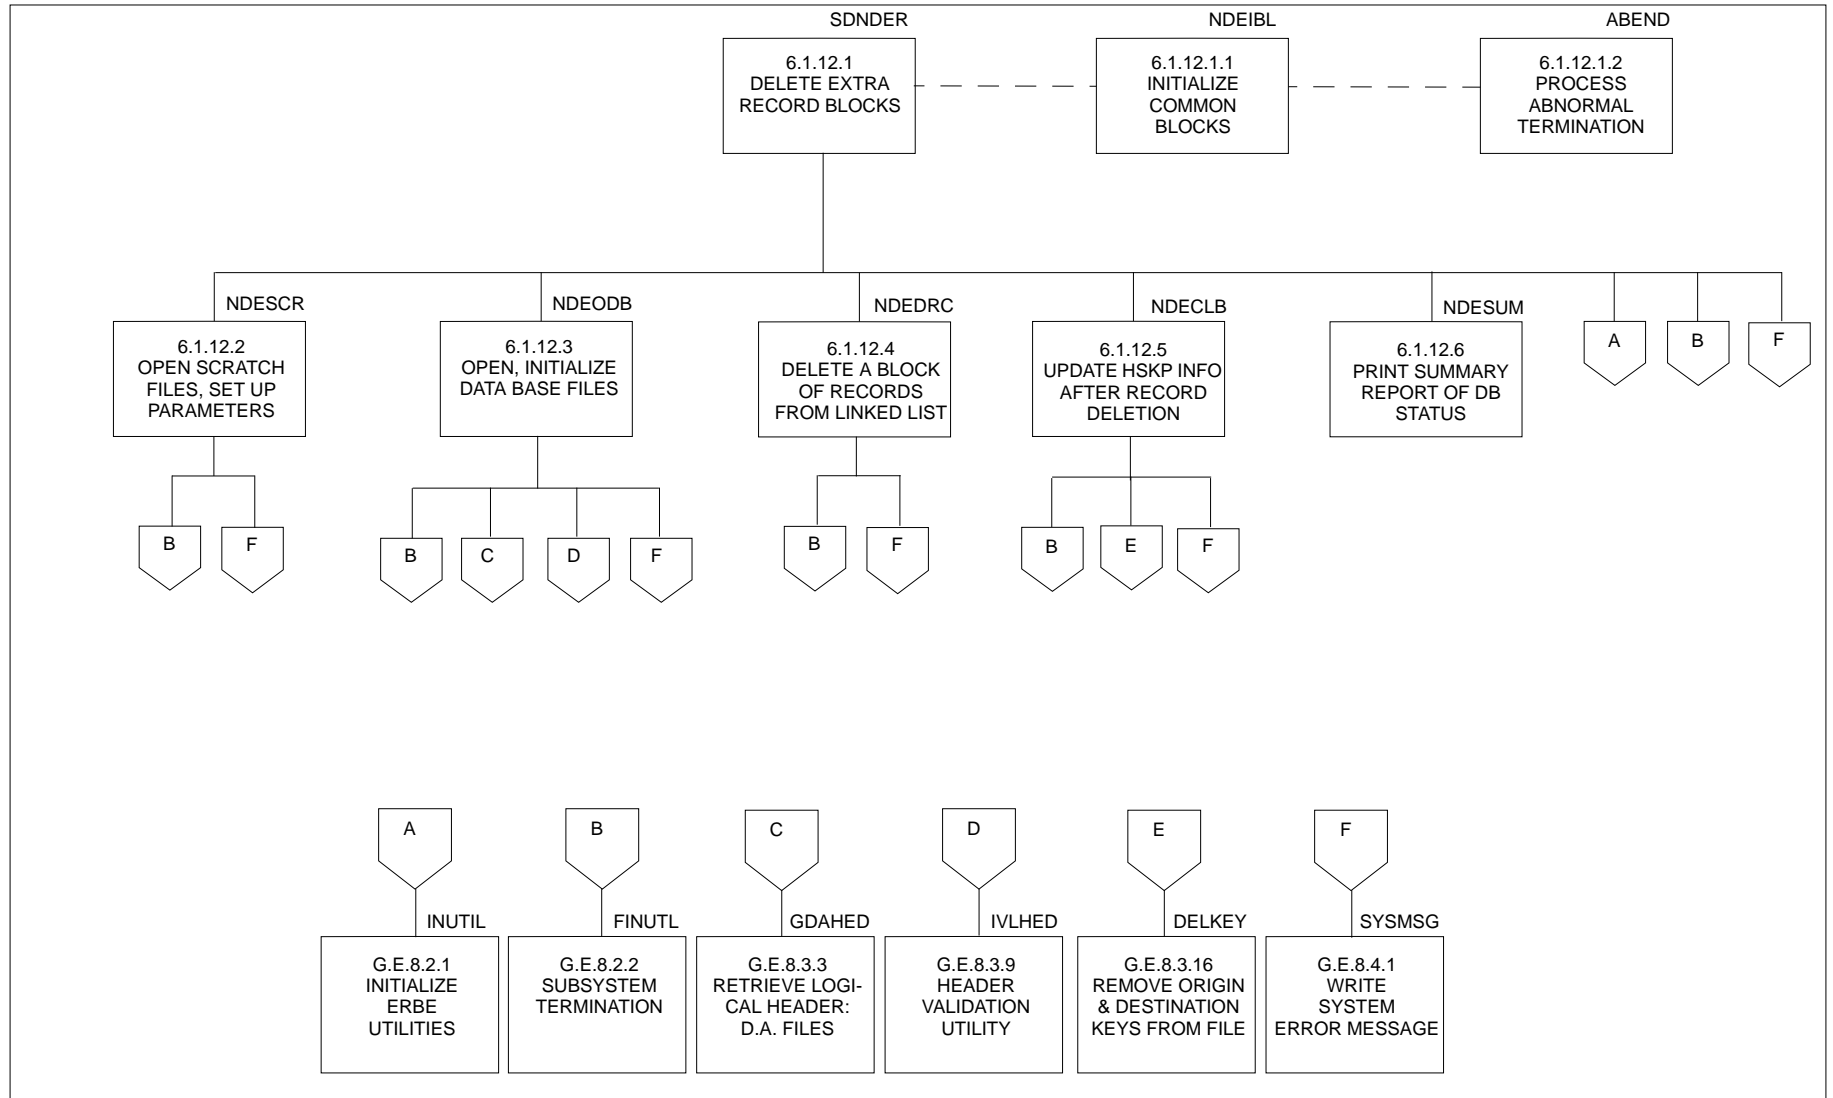 SDNDER
NDEIBL
ABEND
6.1.12.1
DELETE EXTRA
RECORD BLOCKS
6.1.12.1.1
INITIALIZE
COMMON
BLOCKS
6.1.12.1.2
PROCESS
ABNORMAL
TERMINATION
NDESCR
NDEODB
NDEDRC
NDECLB
NDESUM
6.1.12.2
OPEN SCRATCH
FILES, SET UP
PARAMETERS
6.1.12.3
OPEN, INITIALIZE
DATA BASE FILES
6.1.12.4
DELETE A BLOCK
OF RECORDS
FROM LINKED LIST
6.1.12.5
UPDATE HSKP INFO
AFTER RECORD
DELETION
6.1.12.6
PRINT SUMMARY
REPORT OF DB
STATUS
A
B
F
B
F
B
C
D
F
B
F
B
E
F
A
B
C
D
E
F
INUTIL
FINUTL
GDAHED
IVLHED
DELKEY
SYSMSG
G.E.8.2.1
INITIALIZE
ERBE
UTILITIES
G.E.8.2.2
SUBSYSTEM
TERMINATION
G.E.8.3.3
RETRIEVE LOGI-
CAL HEADER:
D.A. FILES
G.E.8.3.9
HEADER
VALIDATION
UTILITY
G.E.8.3.16
REMOVE ORIGIN
& DESTINATION
KEYS FROM FILE
G.E.8.4.1
WRITE
SYSTEM
ERROR MESSAGE